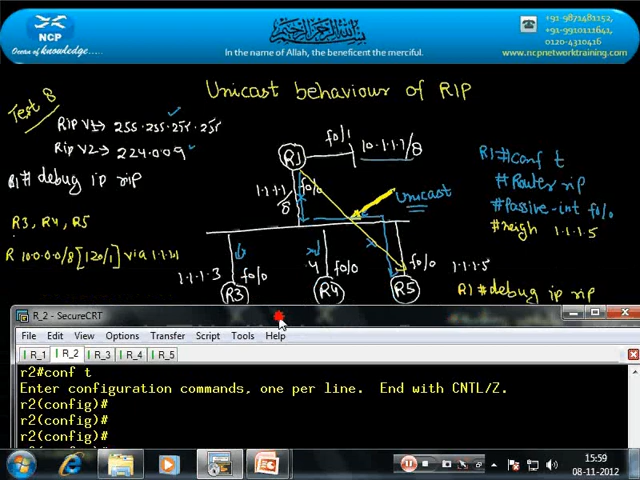 NCP
Ocean of knowledge...
بسم الله الرحمن الرحيم
In the name of Allah, the beneficent the merciful.
+91-9871481152,
+91-9910111641,
0120-4310416
www.ncpnetworktraining.com
Unicast behaviour of RIP
Test 8
RIP V1→ 255.255.255.255
Rip V2→ 224.0.0.9
R1# debug ip rip
R3, R4, R5
R 10.0.0.0/8 [120/1] via 1.1.1.1
R1
f0/1
10.1.1.1/8
1.1.1.1
/8
f0/0
Unicast
1.1.1.3
f0/0
R3
.4
f0/0
R4
f0/0
R5
1.1.1.5
R1#conf t
#Router rip
#Passive-int f0/0
#neigh 1.1.1.5
R1#debug ip rip
R_2 - SecureCRT
File Edit View Options Transfer Script Tools Help
R_1 R_2 R_3 R_4 R_5
r2#conf t
Enter configuration commands, one per line. End with CNTL/Z.
r2(config)#
r2(config)#
r2(config)#
15:59
08-11-2012